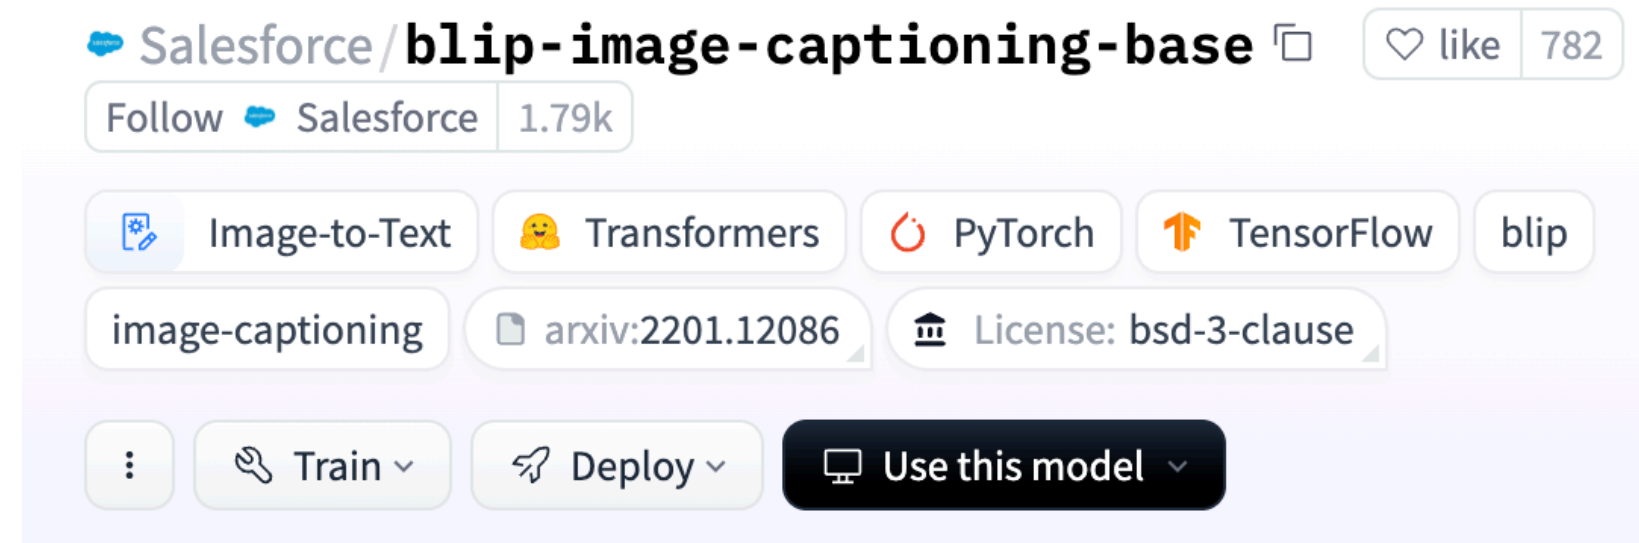 Salesforce/blip-image-captioning-base like 782
Follow Salesforce 1.79k
Image-to-Text Transformers PyTorch TensorFlow blip
image-captioning arxiv:2201.12086 License: bsd-3-clause
Train Deploy Use this model